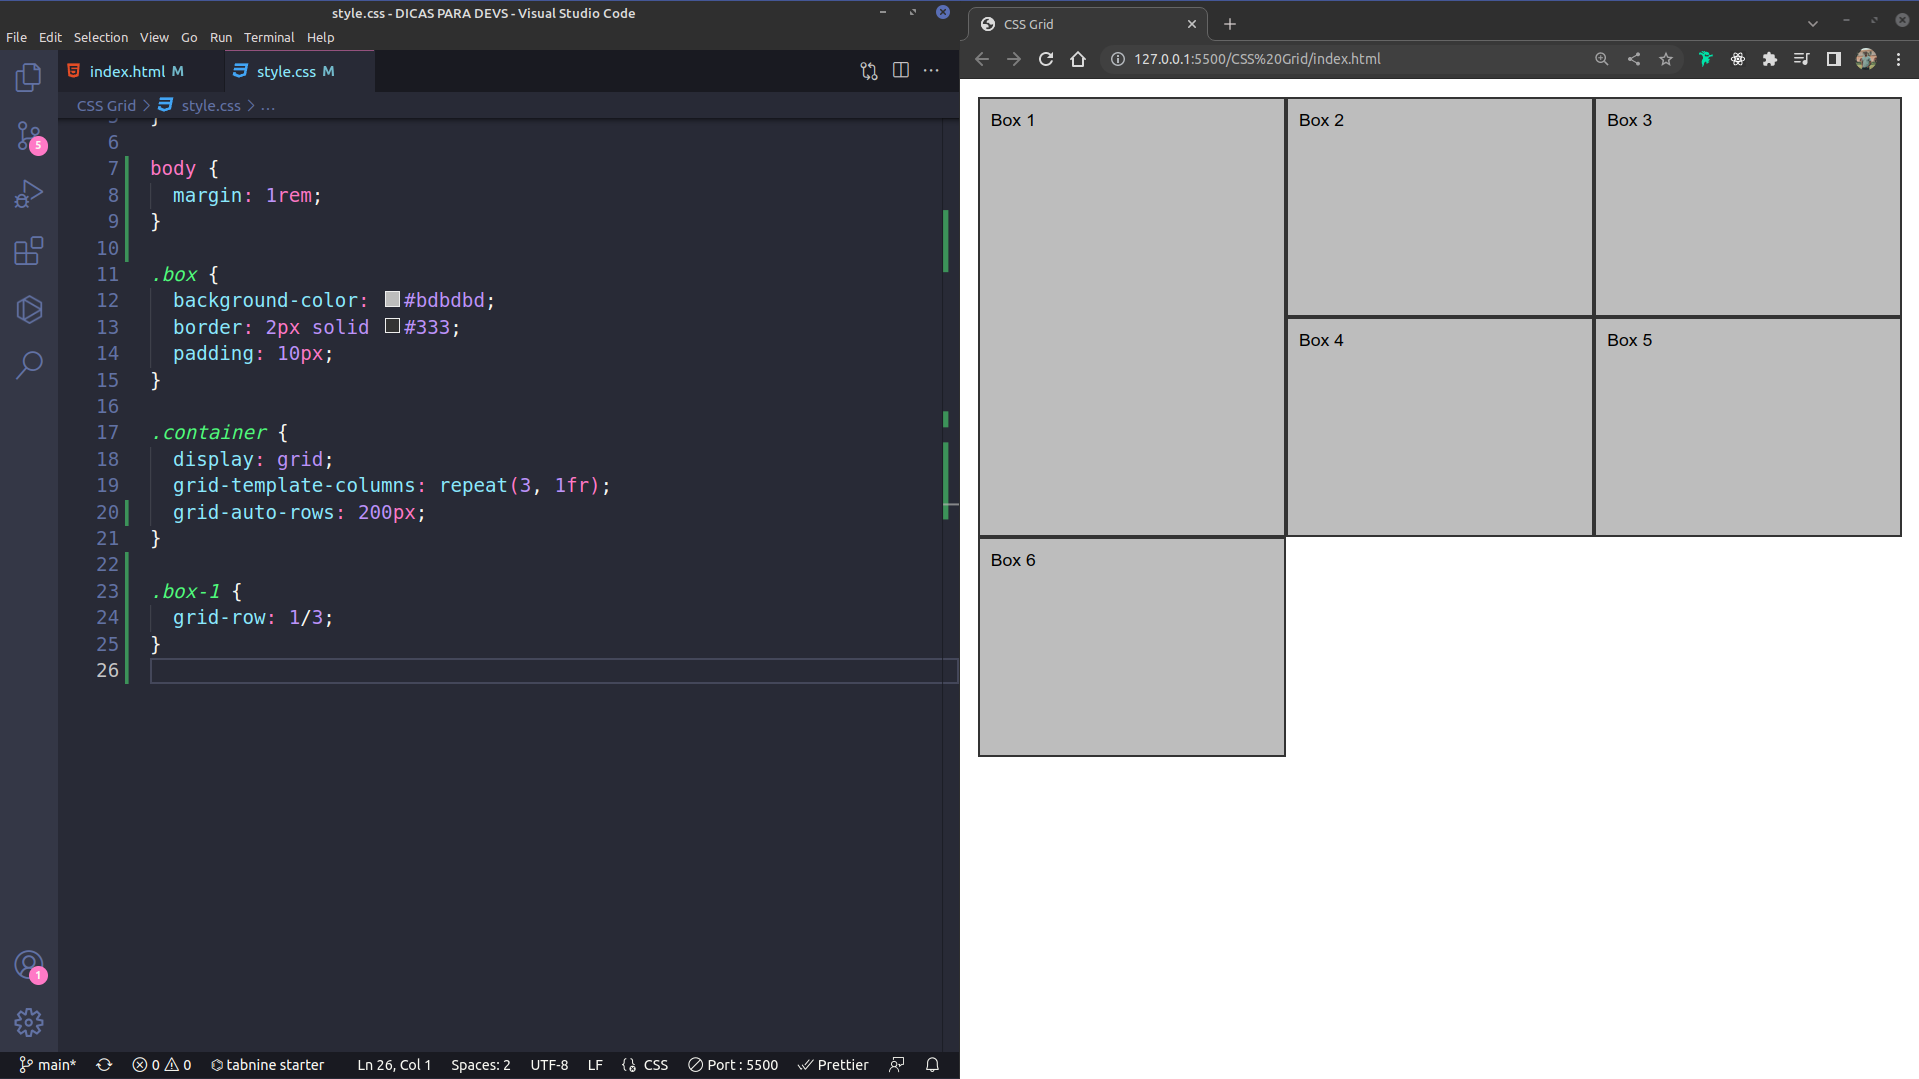 style.css - DICAS PARA DEVS - Visual Studio Code
File Edit Selection View Go Run Terminal Help
index.html M
style.css M
CSS Grid > style.css > ...
5 }
6
7 body {
8   margin: 1rem;
9 }
10
11 .box {
12   background-color: #bdbdbd;
13   border: 2px solid #333;
14   padding: 10px;
15 }
16
17 .container {
18   display: grid;
19   grid-template-columns: repeat(3, 1fr);
20   grid-auto-rows: 200px;
21 }
22
23 .box-1 {
24   grid-row: 1/3;
25 }
26
5
1
main* 0 0 tabnine starter Ln 26, Col 1 Spaces: 2 UTF-8 LF CSS Port : 5500 Prettier
CSS Grid
127.0.0.1:5500/CSS%20Grid/index.html
Box 1 Box 2 Box 3
Box 4 Box 5
Box 6